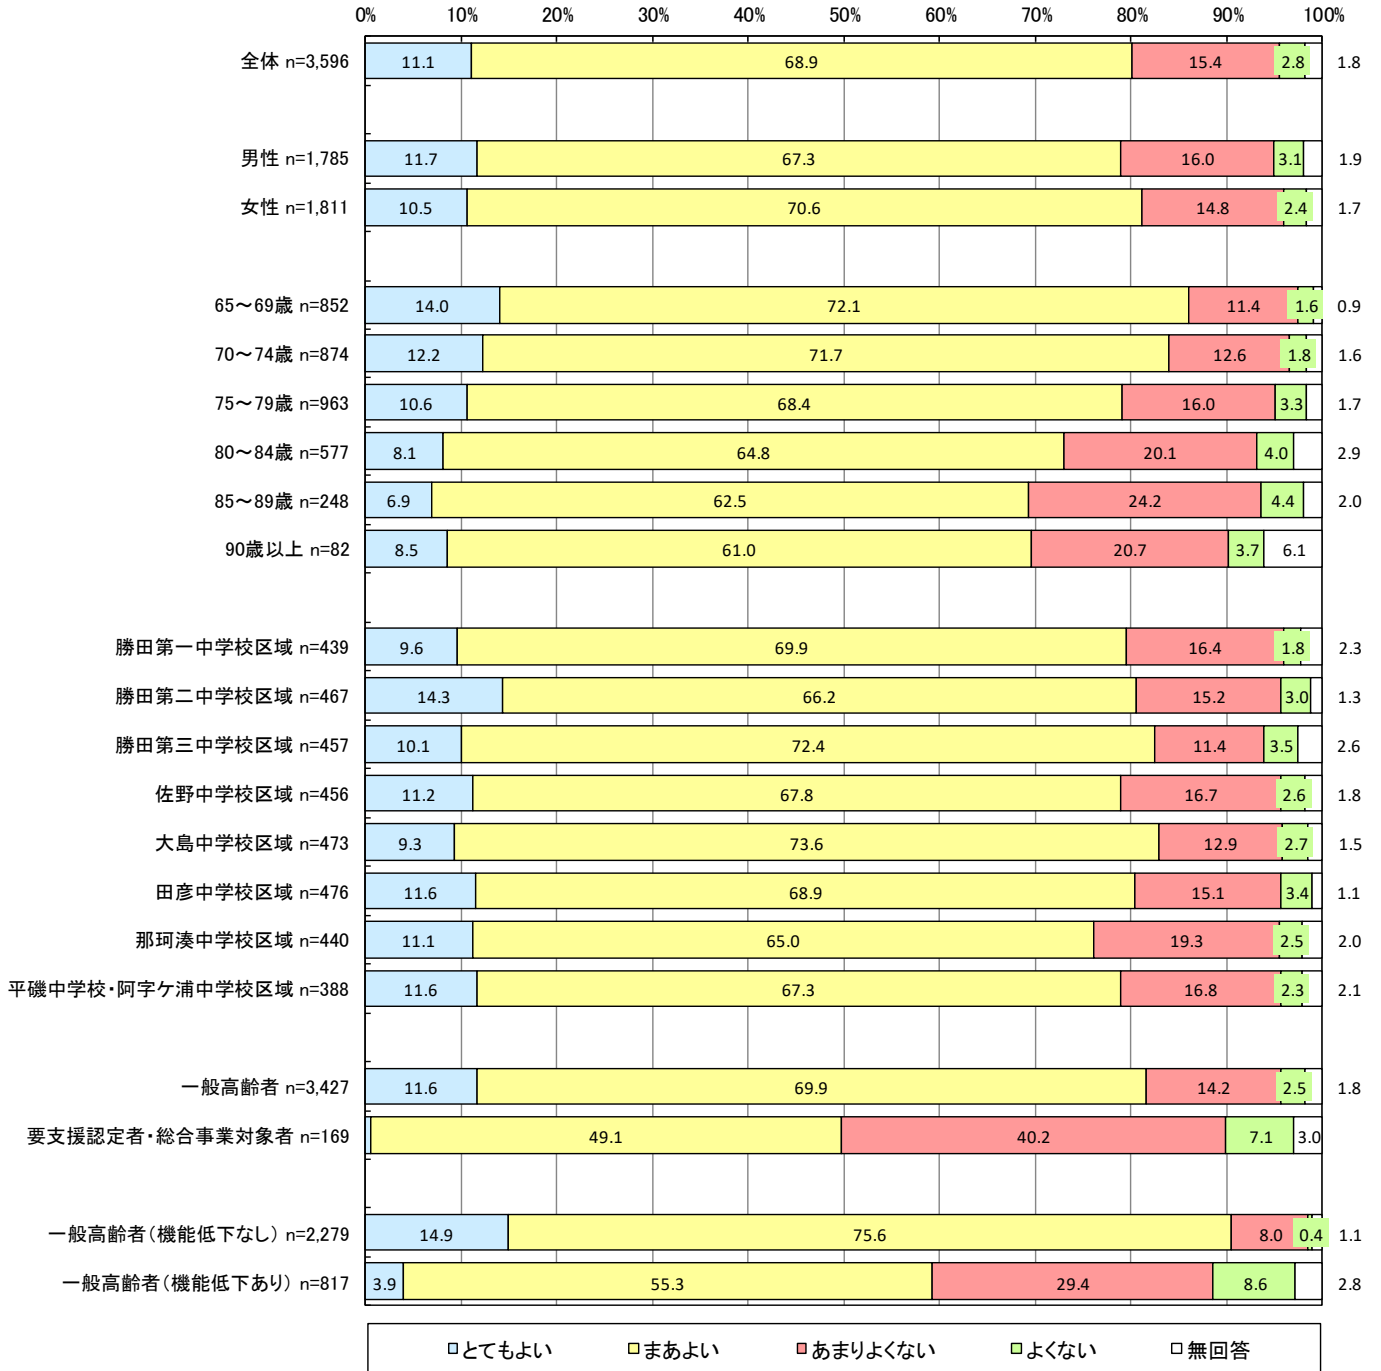 0% 10% 20% 30% 40% 50% 60% 70% 80% 90% 100%
全体 n=3,596 11.1 68.9 15.4 2.8 1.8
男性 n=1,785 11.7 67.3 16.0 3.1 1.9
女性 n=1,811 10.5 70.6 14.8 2.4 1.7
65～69歳 n=852 14.0 72.1 11.4 1.6 0.9
70～74歳 n=874 12.2 71.7 12.6 1.8 1.6
75～79歳 n=963 10.6 68.4 16.0 3.3 1.7
80～84歳 n=577 8.1 64.8 20.1 4.0 2.9
85～89歳 n=248 6.9 62.5 24.2 4.4 2.0
90歳以上 n=82 8.5 61.0 20.7 3.7 6.1
勝田第一中学校区域 n=439 9.6 69.9 16.4 1.8 2.3
勝田第二中学校区域 n=467 14.3 66.2 15.2 3.0 1.3
勝田第三中学校区域 n=457 10.1 72.4 11.4 3.5 2.6
佐野中学校区域 n=456 11.2 67.8 16.7 2.6 1.8
大島中学校区域 n=473 9.3 73.6 12.9 2.7 1.5
田彦中学校区域 n=476 11.6 68.9 15.1 3.4 1.1
那珂湊中学校区域 n=440 11.1 65.0 19.3 2.5 2.0
平磯中学校・阿字ケ浦中学校区域 n=388 11.6 67.3 16.8 2.3 2.1
一般高齢者 n=3,427 11.6 69.9 14.2 2.5 1.8
要支援認定者・総合事業対象者 n=169 49.1 40.2 7.1 3.0
一般高齢者（機能低下なし） n=2,279 14.9 75.6 8.0 0.4 1.1
一般高齢者（機能低下あり） n=817 3.9 55.3 29.4 8.6 2.8
とてもよい まあよい あまりよくない よくない 無回答